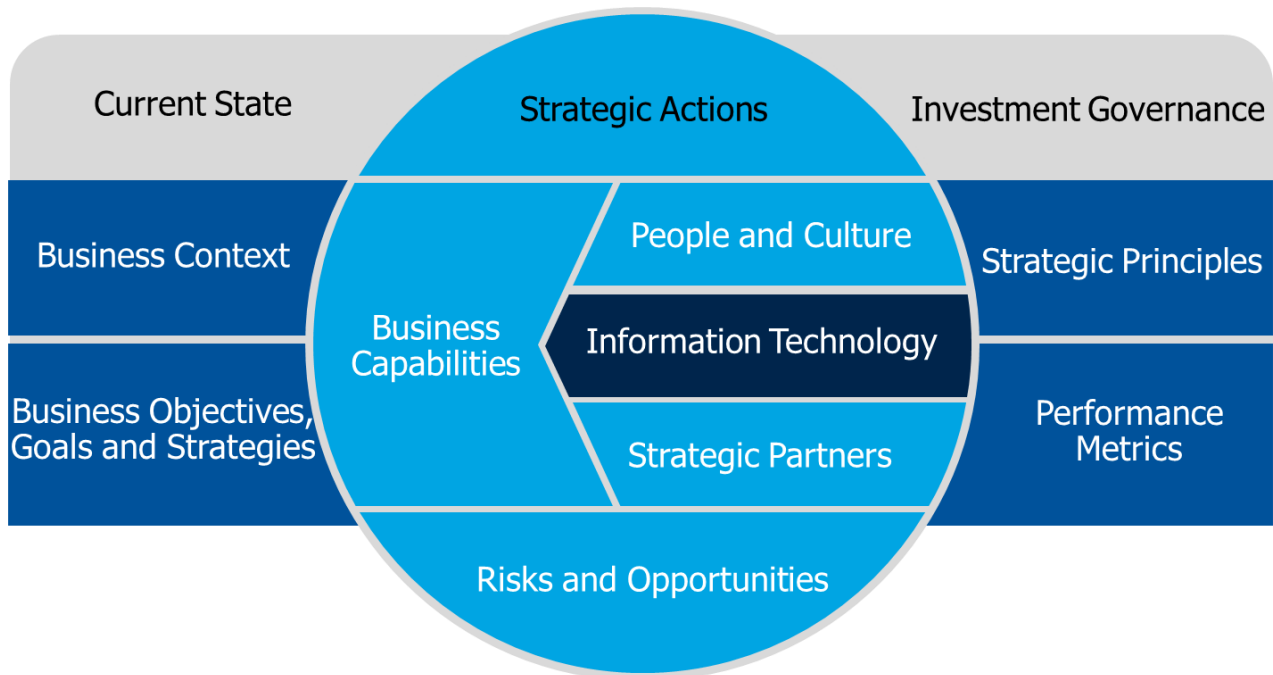 Current State
Strategic Actions
Investment Governance
Business Context
Business Objectives,
Goals and Strategies
Business
Capabilities
People and Culture
Information Technology
Strategic Partners
Risks and Opportunities
Strategic Principles
Performance
Metrics